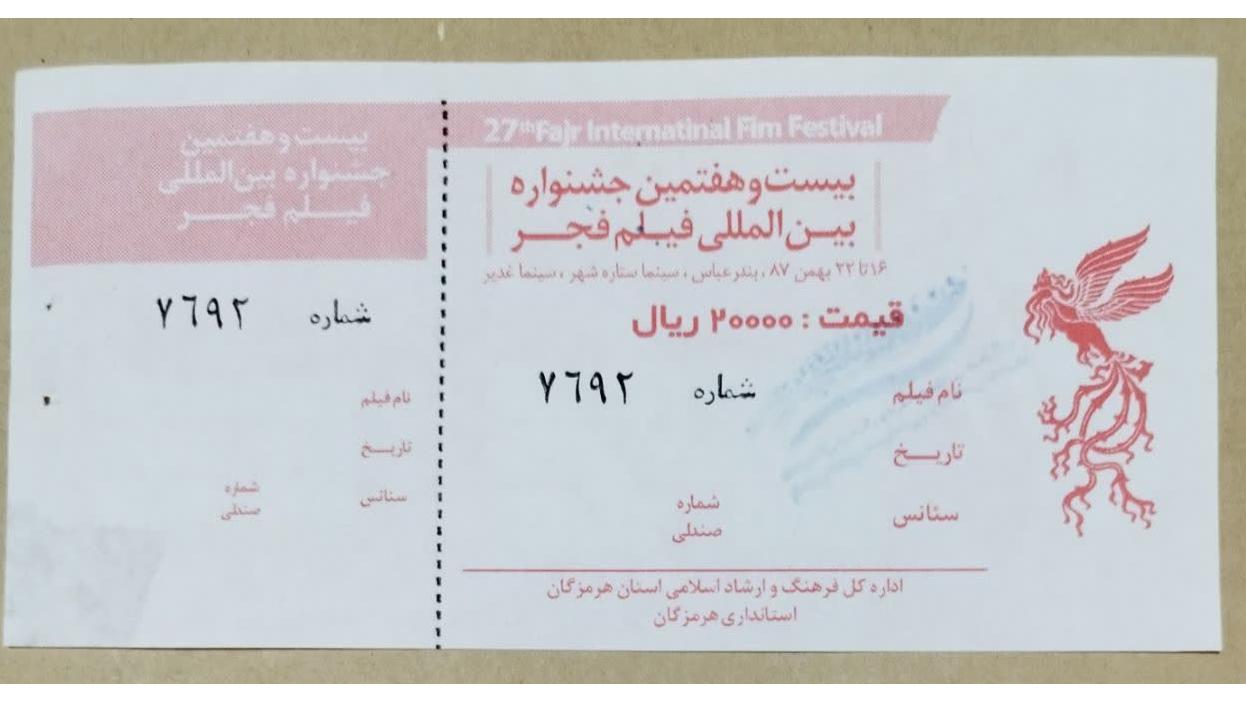 27th Fajr Internatinal Fim Festival
بیست‌و‌هفتمین جشنواره
بین‌المللی فیلم فجر
۱۶ تا ۲۲ بهمن ۸۷ ، بندرعباس ، سینما ستاره شهر ، سینما غدیر
قیمت : ۲۰۰۰۰ ریال
شماره ۷۶۹۲
نام فیلم
تاریخ
سئانس
شماره
صندلی
اداره کل فرهنگ و ارشاد اسلامی استان هرمزگان
استانداری هرمزگان
بیست‌و‌هفتمین
جشنواره بین‌المللی
فیلم فجر
شماره ۷۶۹۲
نام فیلم
تاریخ
سئانس
شماره
صندلی